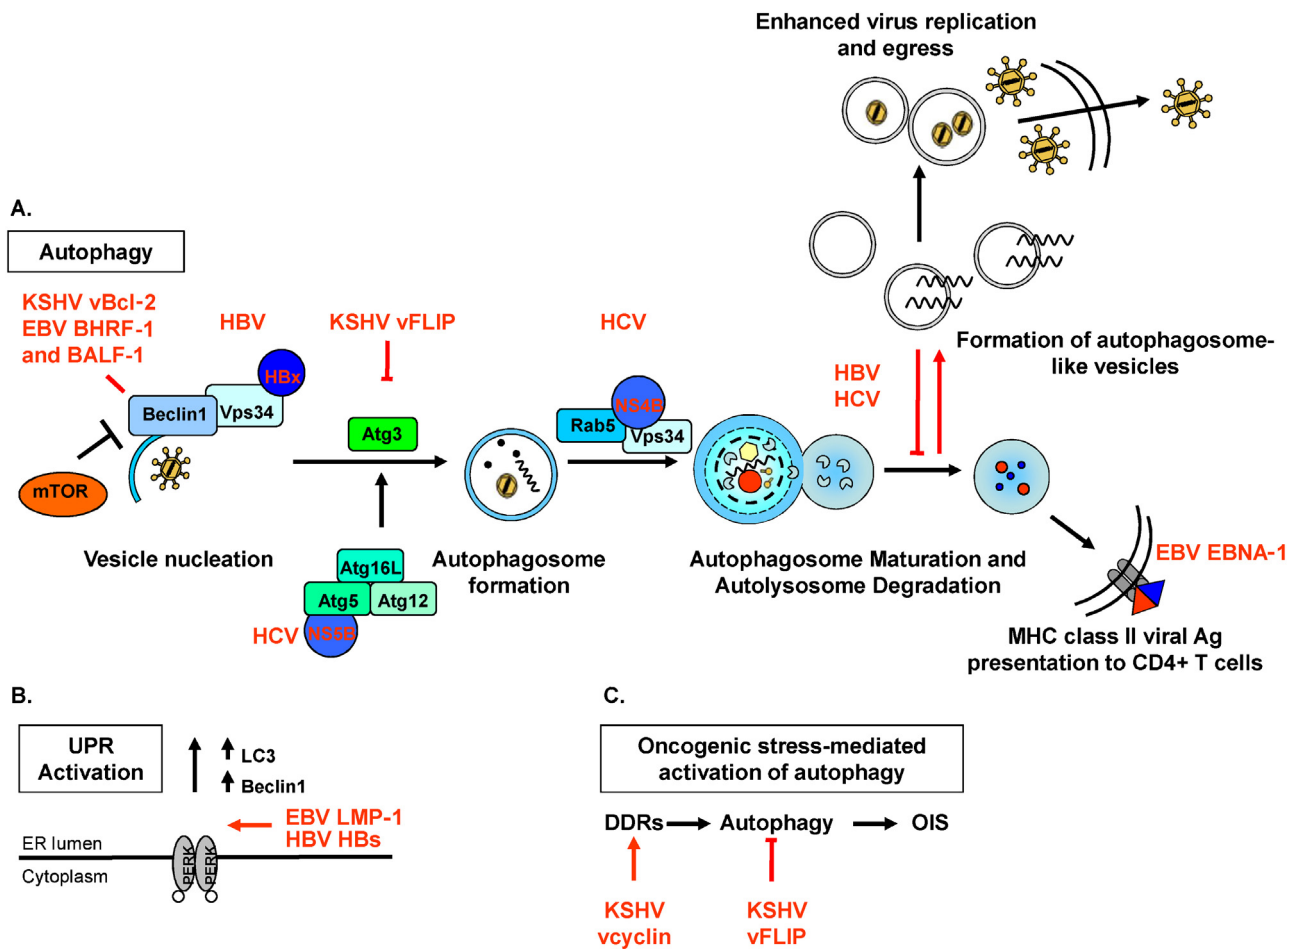 Enhanced virus replication
and egress
A.
Autophagy
KSHV vBcl-2
EBV BHRF-1
and BALF-1
HBV
KSHV vFLIP
HCV
HBx
Beclin1
Vps34
Atg3
Rab5
NS4B
Vps34
HBV
HCV
Formation of autophagosome-
like vesicles
mTOR
Vesicle nucleation
Autophagosome
formation
Autophagosome Maturation and
Autolysosome Degradation
EBV EBNA-1
Atg16L
Atg5
Atg12
HCV
NS5B
MHC class II viral Ag
presentation to CD4+ T cells
B.
UPR
Activation
LC3
Beclin1
EBV LMP-1
HBV HBs
ER lumen
Cytoplasm
PERK
PERK
C.
Oncogenic stress-mediated
activation of autophagy
DDRs
Autophagy
OIS
KSHV
vcyclin
KSHV
vFLIP